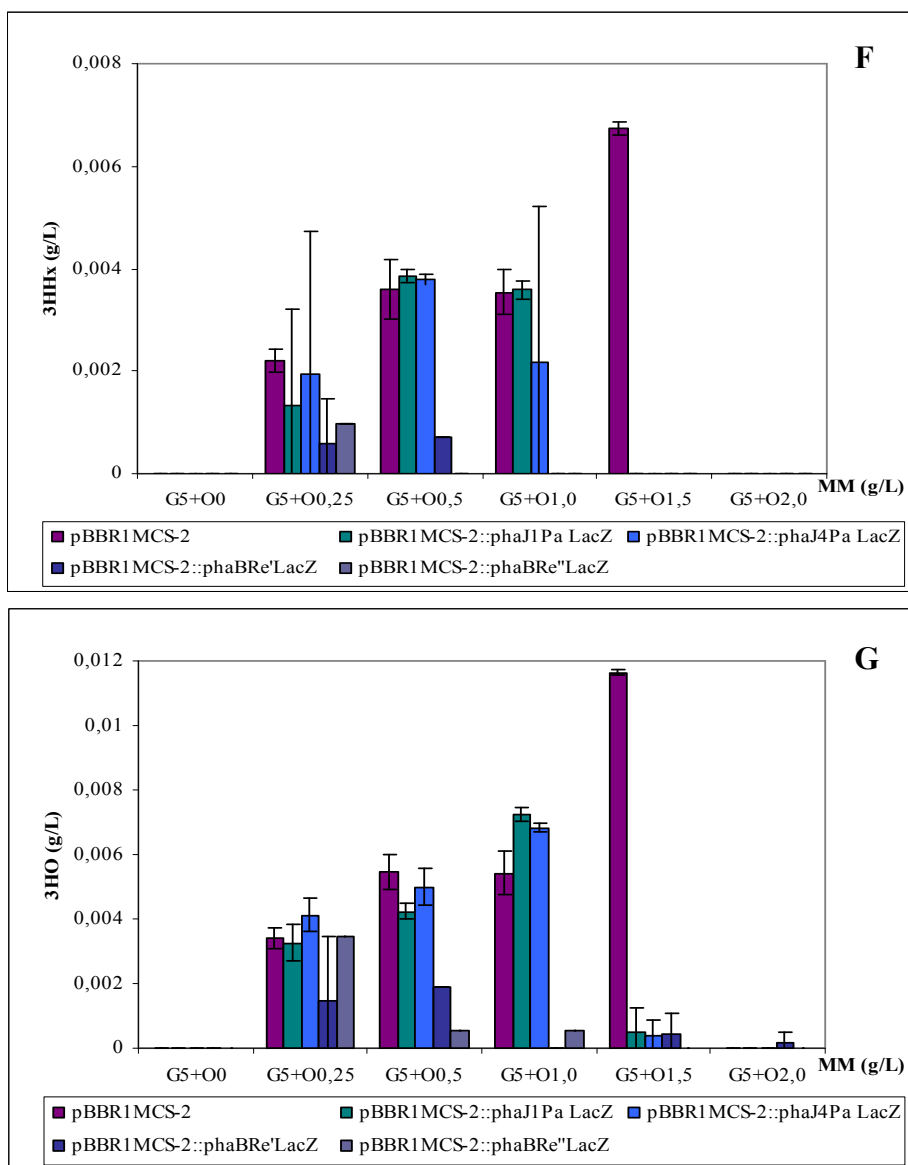 F
0,008
0,006
0,004
0,002
0
3HHx (g/L)
G5+O0 G5+O0,25 G5+O0,5 G5+O1,0 G5+O1,5 G5+O2,0
MM (g/L)
pBBR1MCS-2 pBBR1MCS-2::phaJ1Pa LacZ pBBR1MCS-2::phaJ4Pa LacZ
pBBR1MCS-2::phaBRe'LacZ pBBR1MCS-2::phaBRe"LacZ
G
0,012
0,01
0,008
0,006
0,004
0,002
0
3HO (g/L)
G5+O0 G5+O0,25 G5+O0,5 G5+O1,0 G5+O1,5 G5+O2,0
MM (g/L)
pBBR1MCS-2 pBBR1MCS-2::phaJ1Pa LacZ pBBR1MCS-2::phaJ4Pa LacZ
pBBR1MCS-2::phaBRe'LacZ pBBR1MCS-2::phaBRe"LacZ